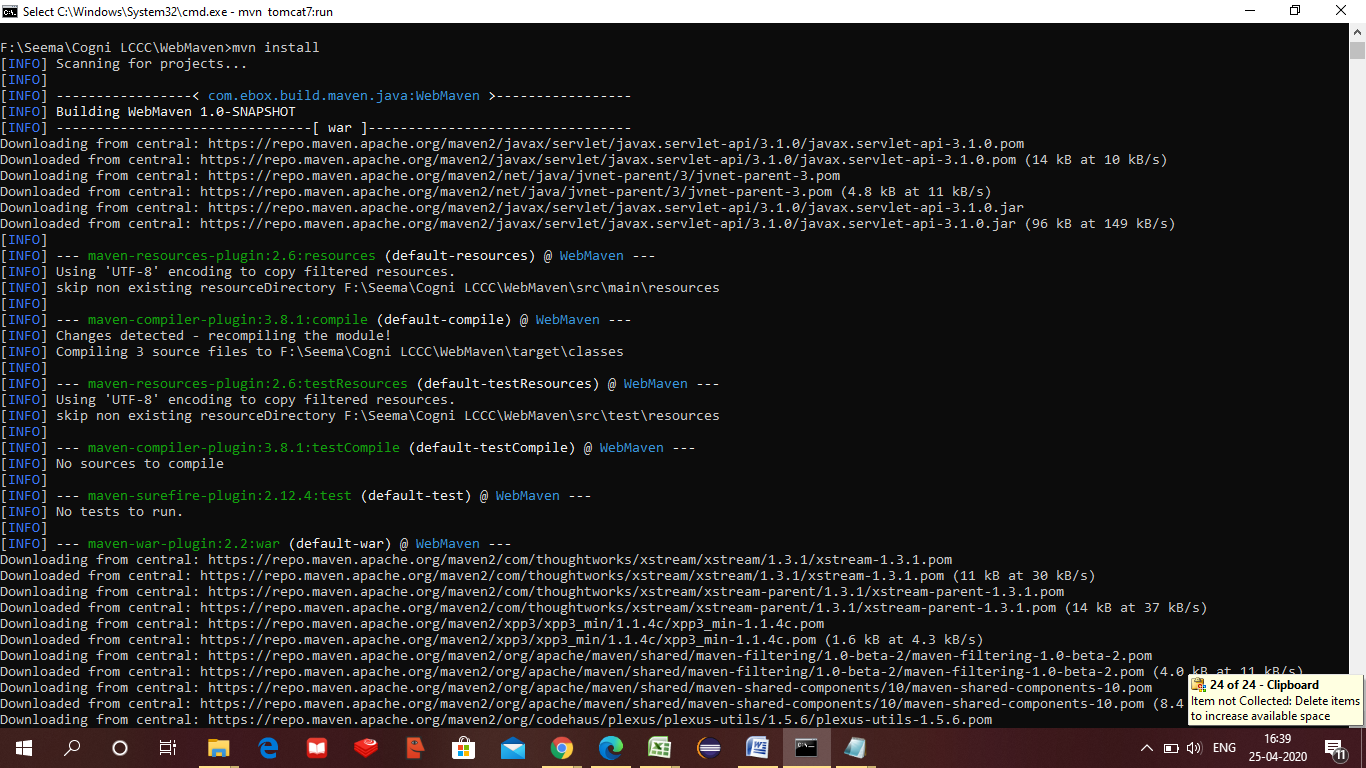 Select C:\Windows\System32\cmd.exe - mvn  tomcat7:run
F:\Seema\Cogni LCCC\WebMaven>mvn install
[INFO] Scanning for projects...
[INFO]
[INFO] -----------------< com.ebox.build.maven.java:WebMaven >-----------------
[INFO] Building WebMaven 1.0-SNAPSHOT
[INFO] --------------------------------[ war ]---------------------------------
Downloading from central: https://repo.maven.apache.org/maven2/javax/servlet/javax.servlet-api/3.1.0/javax.servlet-api-3.1.0.pom
Downloaded from central: https://repo.maven.apache.org/maven2/javax/servlet/javax.servlet-api/3.1.0/javax.servlet-api-3.1.0.pom (14 kB at 10 kB/s)
Downloading from central: https://repo.maven.apache.org/maven2/net/java/jvnet-parent/3/jvnet-parent-3.pom
Downloaded from central: https://repo.maven.apache.org/maven2/net/java/jvnet-parent/3/jvnet-parent-3.pom (4.8 kB at 11 kB/s)
Downloading from central: https://repo.maven.apache.org/maven2/javax/servlet/javax.servlet-api/3.1.0/javax.servlet-api-3.1.0.jar
Downloaded from central: https://repo.maven.apache.org/maven2/javax/servlet/javax.servlet-api/3.1.0/javax.servlet-api-3.1.0.jar (96 kB at 149 kB/s)
[INFO]
[INFO] --- maven-resources-plugin:2.6:resources (default-resources) @ WebMaven ---
[INFO] Using 'UTF-8' encoding to copy filtered resources.
[INFO] skip non existing resourceDirectory F:\Seema\Cogni LCCC\WebMaven\src\main\resources
[INFO]
[INFO] --- maven-compiler-plugin:3.8.1:compile (default-compile) @ WebMaven ---
[INFO] Changes detected - recompiling the module!
[INFO] Compiling 3 source files to F:\Seema\Cogni LCCC\WebMaven\target\classes
[INFO]
[INFO] --- maven-resources-plugin:2.6:testResources (default-testResources) @ WebMaven ---
[INFO] Using 'UTF-8' encoding to copy filtered resources.
[INFO] skip non existing resourceDirectory F:\Seema\Cogni LCCC\WebMaven\src\test\resources
[INFO]
[INFO] --- maven-compiler-plugin:3.8.1:testCompile (default-testCompile) @ WebMaven ---
[INFO] No sources to compile
[INFO]
[INFO] --- maven-surefire-plugin:2.12.4:test (default-test) @ WebMaven ---
[INFO] No tests to run.
[INFO]
[INFO] --- maven-war-plugin:2.2:war (default-war) @ WebMaven ---
Downloading from central: https://repo.maven.apache.org/maven2/com/thoughtworks/xstream/xstream/1.3.1/xstream-1.3.1.pom
Downloaded from central: https://repo.maven.apache.org/maven2/com/thoughtworks/xstream/xstream/1.3.1/xstream-1.3.1.pom (11 kB at 30 kB/s)
Downloading from central: https://repo.maven.apache.org/maven2/com/thoughtworks/xstream/xstream-parent/1.3.1/xstream-parent-1.3.1.pom
Downloaded from central: https://repo.maven.apache.org/maven2/com/thoughtworks/xstream/xstream-parent/1.3.1/xstream-parent-1.3.1.pom (14 kB at 37 kB/s)
Downloading from central: https://repo.maven.apache.org/maven2/xpp3/xpp3_min/1.1.4c/xpp3_min-1.1.4c.pom
Downloaded from central: https://repo.maven.apache.org/maven2/xpp3/xpp3_min/1.1.4c/xpp3_min-1.1.4c.pom (1.6 kB at 4.3 kB/s)
Downloading from central: https://repo.maven.apache.org/maven2/org/apache/maven/shared/maven-filtering/1.0-beta-2/maven-filtering-1.0-beta-2.pom
Downloaded from central: https://repo.maven.apache.org/maven2/org/apache/maven/shared/maven-filtering/1.0-beta-2/maven-filtering-1.0-beta-2.pom (4.0 kB at 11 kB/s)
Downloading from central: https://repo.maven.apache.org/maven2/org/apache/maven/shared/maven-shared-components/10/maven-shared-components-10.pom
Downloaded from central: https://repo.maven.apache.org/maven2/org/apache/maven/shared/maven-shared-components/10/maven-shared-components-10.pom (8.4
Downloading from central: https://repo.maven.apache.org/maven2/org/codehaus/plexus/plexus-utils/1.5.6/plexus-utils-1.5.6.pom
24 of 24 - Clipboard
Item not Collected: Delete items
to increase available space
ENG
16:39
25-04-2020
11